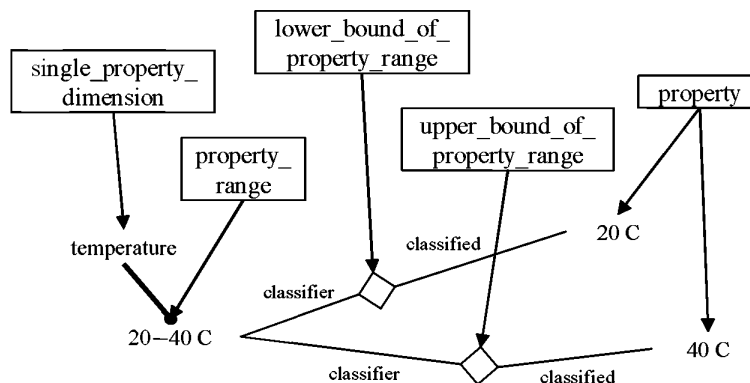 lower_bound_of_
property_range
single_property_
dimension
property
upper_bound_of_
property_range
property_
range
temperature
classified
20 C
classifier
20–40 C
40 C
classifier
classified